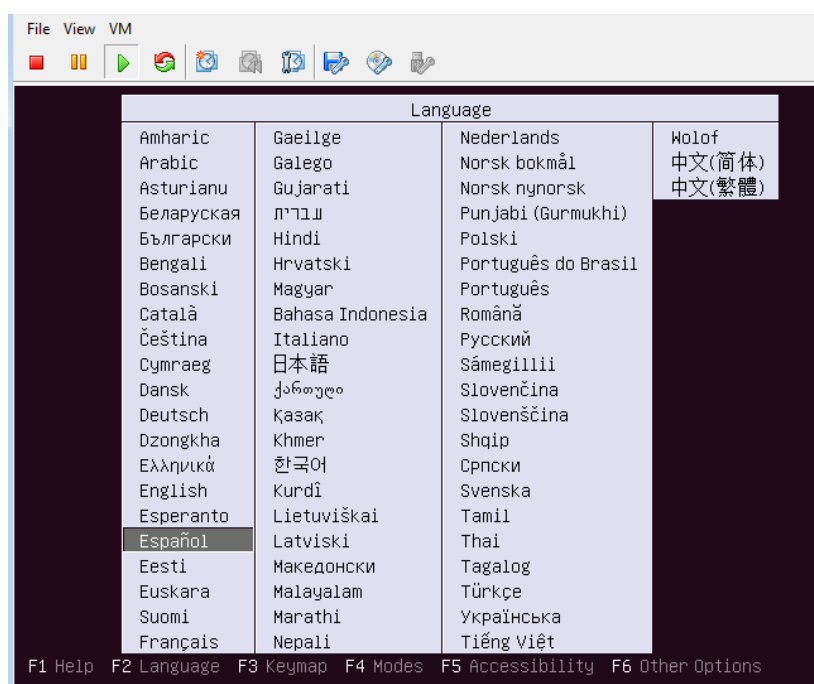 File View VM
Language
Amharic
Arabic
Asturianu
Беларуская
Български
Bengali
Bosanski
Català
Čeština
Cymraeg
Dansk
Deutsch
Dzongkha
Ελληνικά
English
Esperanto
Español
Eesti
Euskara
Suomi
Français
Gaeilge
Galego
Gujarati
עברית
Hindi
Hrvatski
Magyar
Bahasa Indonesia
Italiano
日本語
ქართული
Қазақ
Khmer
한국어
Kurdî
Lietuviškai
Latviski
Македонски
Malayalam
Marathi
Nepali
Nederlands
Norsk bokmål
Norsk nynorsk
Punjabi (Gurmukhi)
Polski
Português do Brasil
Português
Română
Русский
Sámegillii
Slovenčina
Slovenščina
Shqip
Српски
Svenska
Tamil
Thai
Tagalog
Türkçe
Українська
Tiếng Việt
Wolof
中文(简体)
中文(繁體)
F1 Help F2 Language F3 Keymap F4 Modes F5 Accessibility F6 Other Options